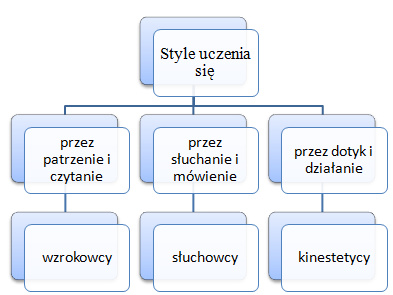 Style uczenia
się
przez
patrzenie i
czytanie
przez
słuchanie i
mówienie
przez dotyk i
działanie
wzrokowcy
słuchowcy
kinestetycy